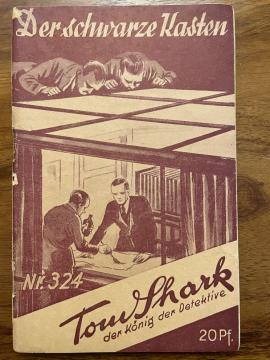 Der schwarze Kasten
Nr. 324
Tom Shark
der König der Detektive
20 Pf.